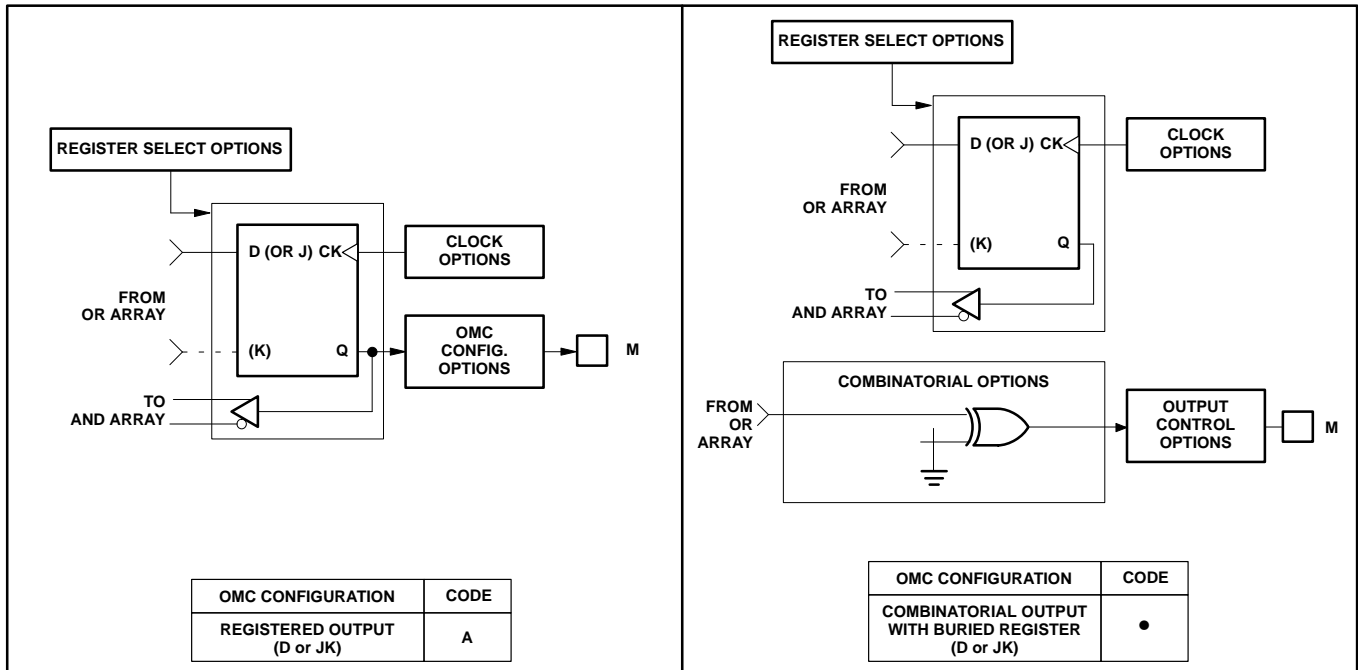 REGISTER SELECT OPTIONS
D (OR J) CK
CLOCK
OPTIONS
FROM
OR ARRAY
(K)
Q
OMC
CONFIG.
OPTIONS
M
TO
AND ARRAY
OMC CONFIGURATION
CODE
REGISTERED OUTPUT
(D or JK)
A
REGISTER SELECT OPTIONS
D (OR J) CK
CLOCK
OPTIONS
FROM
OR ARRAY
(K)
Q
TO
AND ARRAY
COMBINATORIAL OPTIONS
FROM
OR
ARRAY
OUTPUT
CONTROL
OPTIONS
M
OMC CONFIGURATION
CODE
COMBINATORIAL OUTPUT
WITH BURIED REGISTER
(D or JK)
●